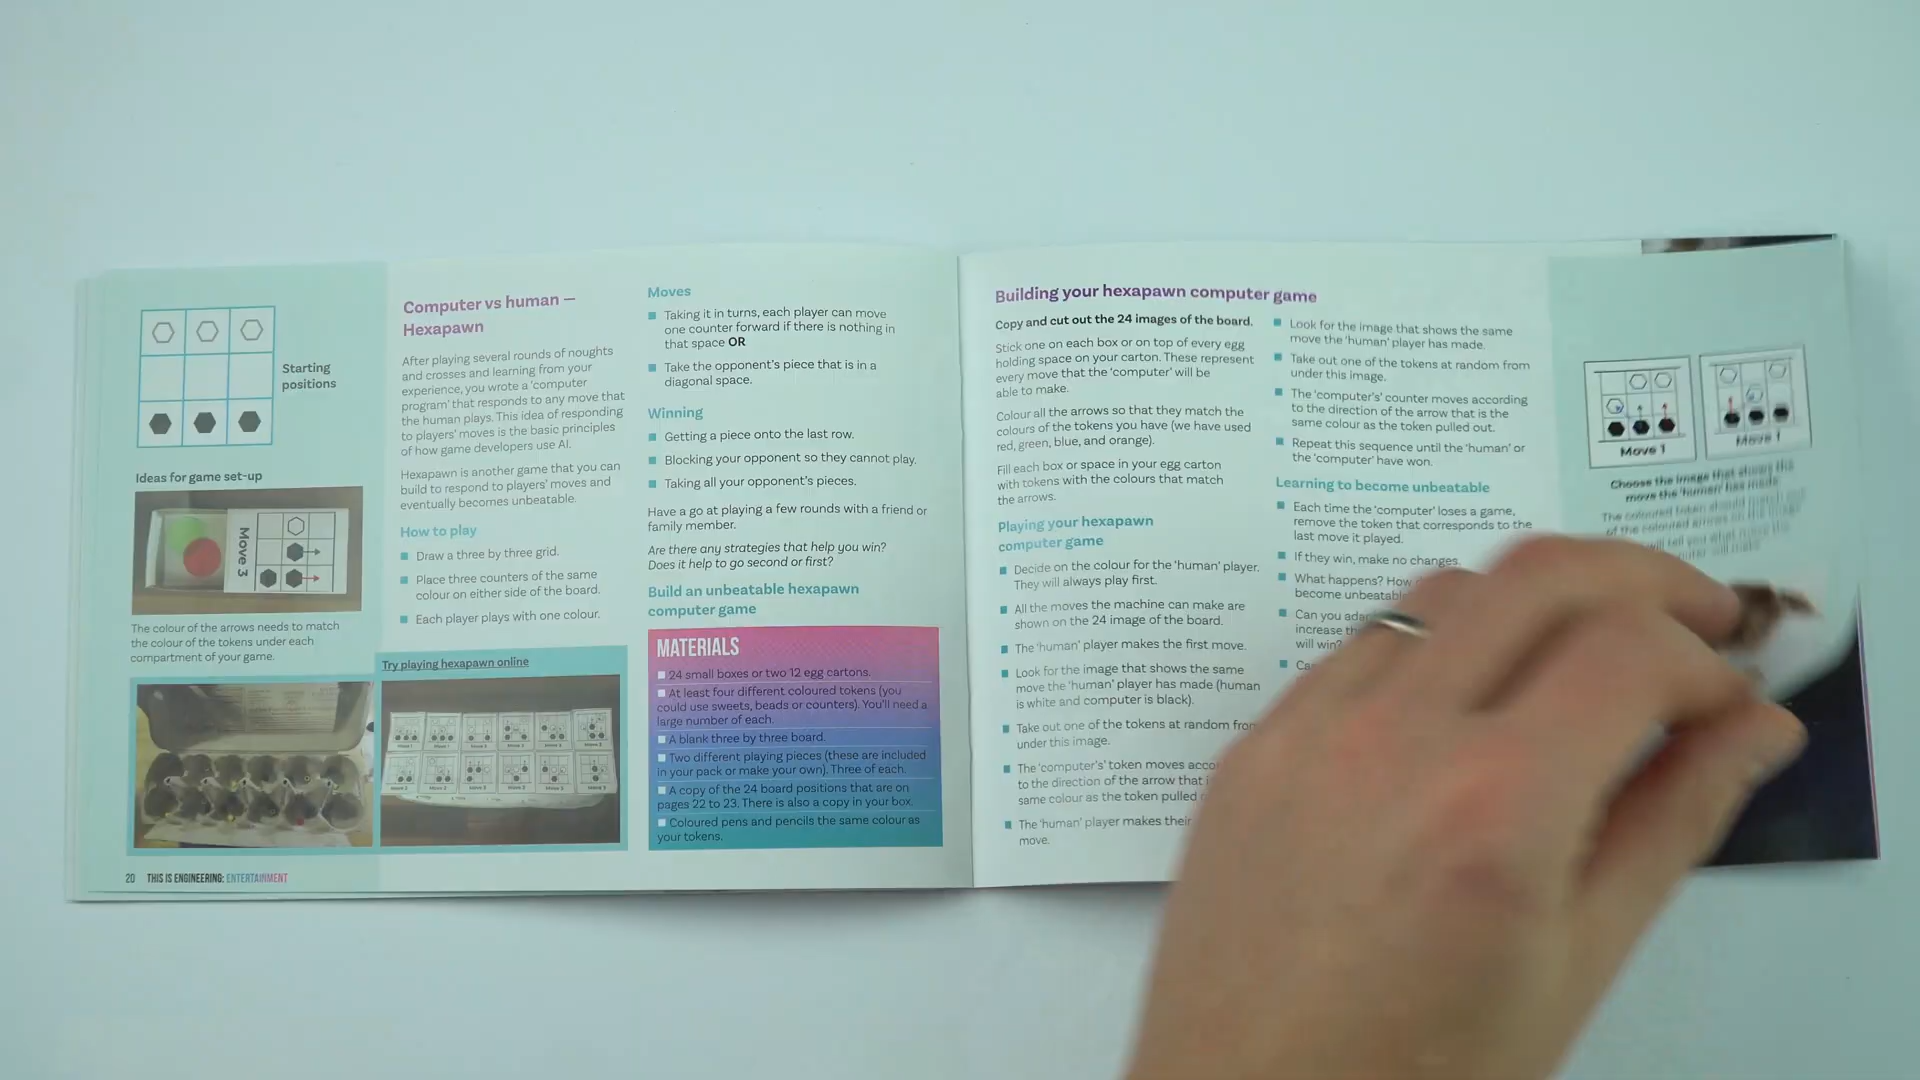 Starting
positions
Ideas for game set-up
Move 3
The colour of the arrows needs to match
the colour of the tokens under each
compartment of your game.
Computer vs human —
Hexapawn
After playing several rounds of noughts
and crosses and learning from your
experience, you wrote a 'computer
program' that responds to any move that
the human plays. This idea of responding
to players' moves is the basic principles
of how game developers use AI.
Hexapawn is another game that you can
build to respond to players' moves and
eventually becomes unbeatable.
How to play
Draw a three by three grid.
Place three counters of the same
colour on either side of the board.
Each player plays with one colour.
Try playing hexapawn online
Moves
Taking it in turns, each player can move
one counter forward if there is nothing in
that space OR
Take the opponent's piece that is in a
diagonal space.
Winning
Getting a piece onto the last row.
Blocking your opponent so they cannot play.
Taking all your opponent's pieces.
Have a go at playing a few rounds with a friend or
family member.
Are there any strategies that help you win?
Does it help to go second or first?
Build an unbeatable hexapawn
computer game
MATERIALS
24 small boxes or two 12 egg cartons.
At least four different coloured tokens (you
could use sweets, beads or counters). You'll need a
large number of each.
A blank three by three board.
Two different playing pieces (these are included
in your pack or make your own). Three of each.
A copy of the 24 board positions that are on
pages 22 to 23. There is also a copy in your box.
Coloured pens and pencils the same colour as
your tokens.
20 THIS IS ENGINEERING: ENTERTAINMENT
Building your hexapawn computer game
Copy and cut out the 24 images of the board.
Stick one on each box or on top of every egg
holding space on your carton. These represent
every move that the 'computer' will be
able to make.
Colour all the arrows so that they match the
colours of the tokens you have (we have used
red, green, blue, and orange).
Fill each box or space in your egg carton
with tokens with the colours that match
the arrows.
Playing your hexapawn
computer game
Decide on the colour for the 'human' player.
They will always play first.
All the moves the machine can make are
shown on the 24 image of the board.
The 'human' player makes the first move.
Look for the image that shows the same
move the 'human' player has made (human
is white and computer is black).
Take out one of the tokens at random from
under this image.
The 'computer's' token moves
to the direction of the arrow that
same colour as the token pulled
The 'human' player makes their
move.
Look for the image that shows the same
move the 'human' player has made.
Take out one of the tokens at random from
under this image.
The 'computer's' counter moves according
to the direction of the arrow that is the
same colour as the token pulled out.
Repeat this sequence until the 'human' or
the 'computer' have won.
Learning to become unbeatable
Each time the 'computer' loses a game,
remove the token that corresponds to the
last move it played.
If they win, make no changes.
What happens? How
become
Can you
increase
will win?
Move 1
Move 1
Choose the image that shows the
move the 'human' has made